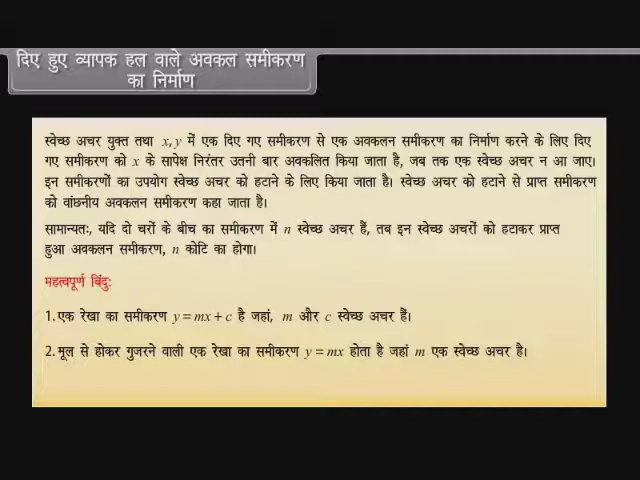 दिए हुए व्यापक हल वाले अवकल समीकरण
का निर्माण
स्वेच्छ अचर युक्त तथा x, y में एक दिए गए समीकरण से एक अवकलन समीकरण का निर्माण करने के लिए दिए
गए समीकरण को x के सापेक्ष निरंतर उतनी बार अवकलित किया जाता है, जब तक एक स्वेच्छ अचर न आ जाए।
इन समीकरणों का उपयोग स्वेच्छ अचर को हटाने के लिए किया जाता है। स्वेच्छ अचर को हटाने से प्राप्त समीकरण
को वांछनीय अवकलन समीकरण कहा जाता है।
सामान्यतः, यदि दो चरों के बीच का समीकरण में n स्वेच्छ अचर हैं, तब इन स्वेच्छ अचरों को हटाकर प्राप्त
हुआ अवकलन समीकरण, n कोटि का होगा।
महत्वपूर्ण बिंदुः
1. एक रेखा का समीकरण y = mx + c है जहां, m और c स्वेच्छ अचर हैं।
2. मूल से होकर गुजरने वाली एक रेखा का समीकरण y = mx होता है जहां m एक स्वेच्छ अचर है।